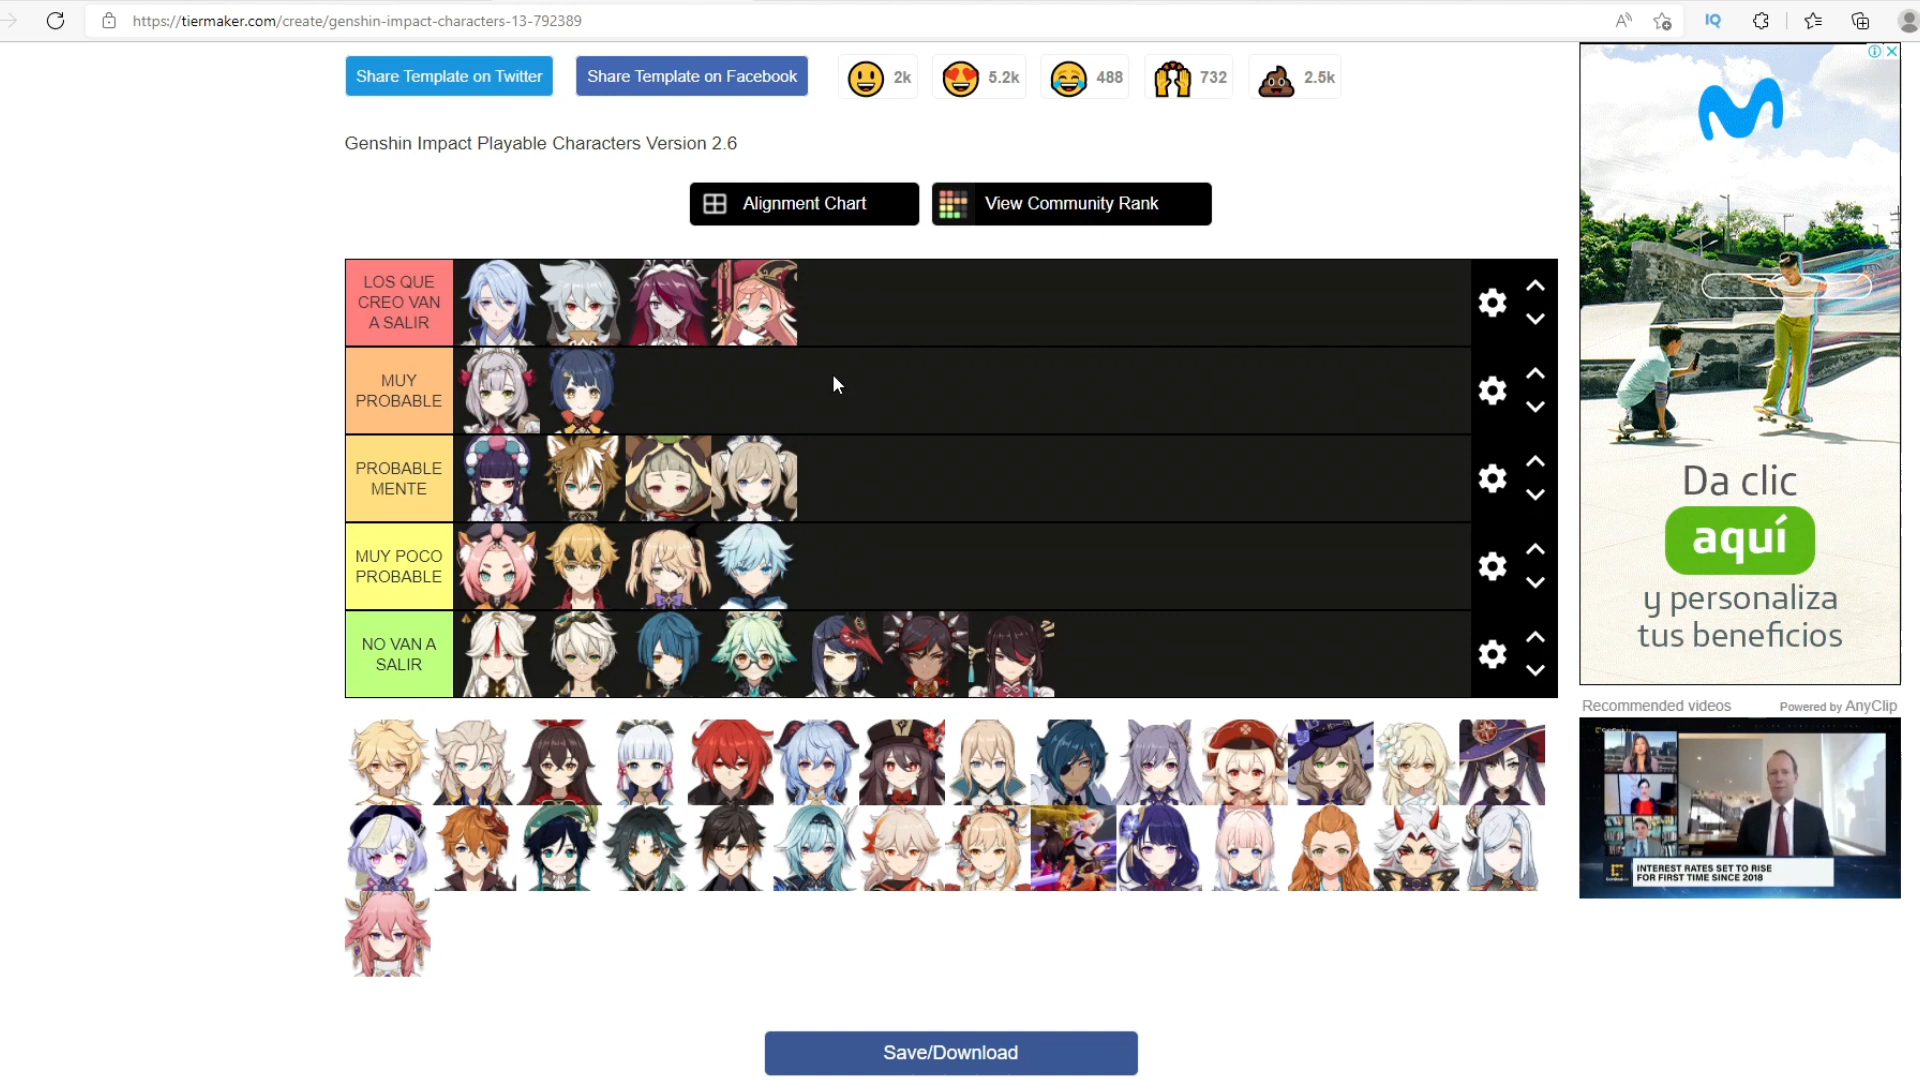 https://tiermaker.com/create/genshin-impact-characters-13-792389
A
IQ
Share Template on Twitter
Share Template on Facebook
2k
5.2k
488
732
2.5k
Genshin Impact Playable Characters Version 2.6
Alignment Chart
View Community Rank
LOS QUE
CREO VAN
A SALIR
MUY
PROBABLE
PROBABLE
MENTE
MUY POCO
PROBABLE
NO VAN A
SALIR
Save/Download
Da clic
aquí
y personaliza
tus beneficios
Recommended videos
Powered by AnyClip
INTEREST RATES SET TO RISE
FOR FIRST TIME SINCE 2018